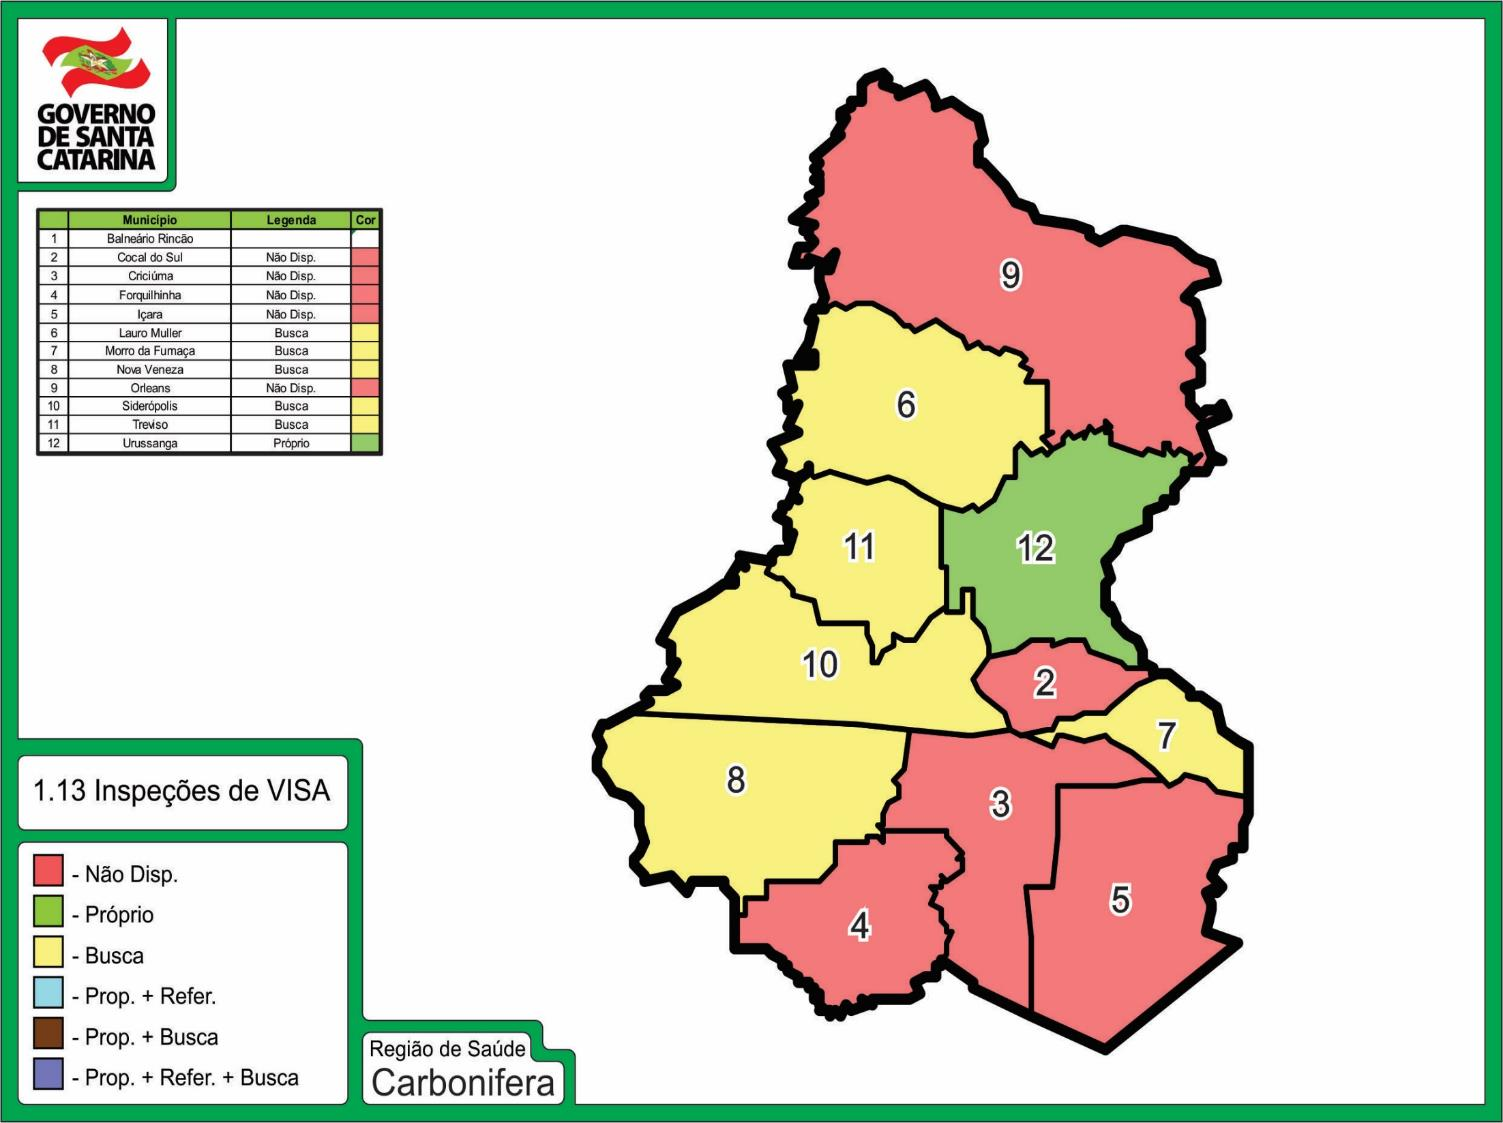 GOVERNO
DE SANTA
CATARINA
Município Legenda Cor
1 Balneário Rincão
2 Cocal do Sul Não Disp.
3 Criciúma Não Disp.
4 Forquilhinha Não Disp.
5 Içara Não Disp.
6 Lauro Muller Busca
7 Morro da Fumaça Busca
8 Nova Veneza Busca
9 Orleans Não Disp.
10 Siderópolis Busca
11 Treviso Busca
12 Urussanga Próprio
9
6
11
12
10
2
7
8
3
5
4
1.13 Inspeções de VISA
- Não Disp.
- Próprio
- Busca
- Prop. + Refer.
- Prop. + Busca
- Prop. + Refer. + Busca
Região de Saúde
Carbonifera